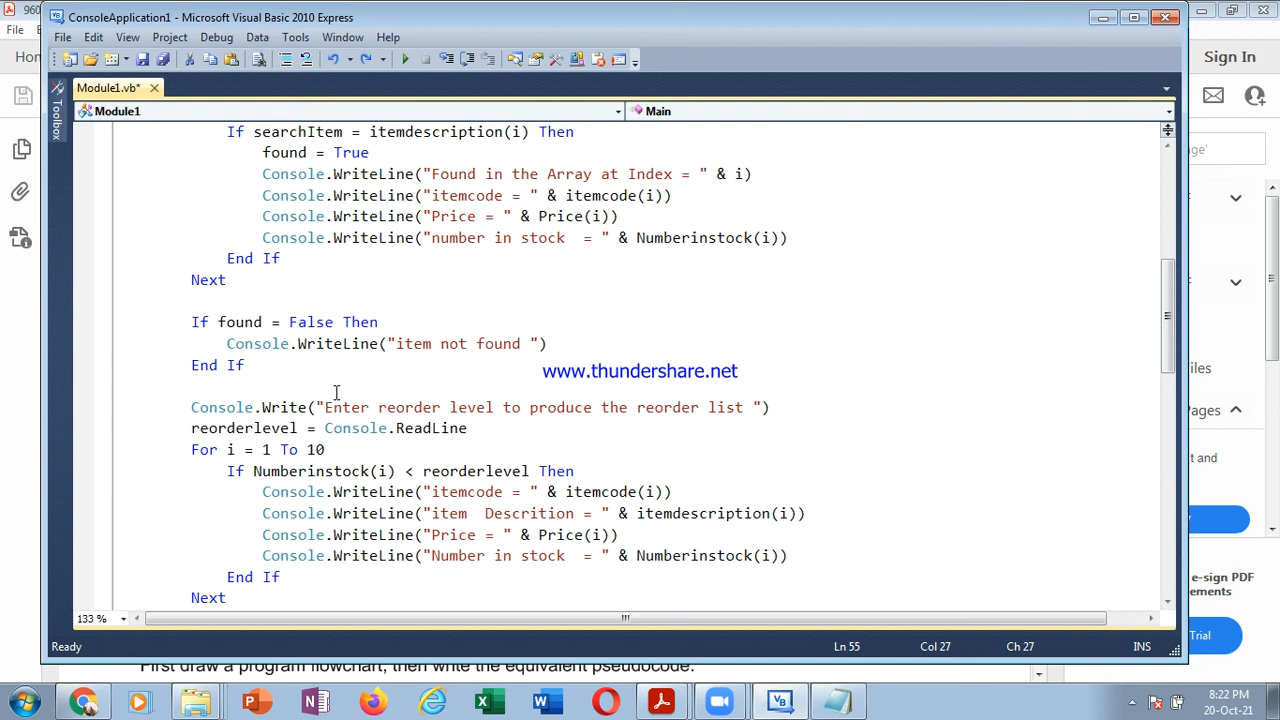 960
ConsoleApplication1 - Microsoft Visual Basic 2010 Express
File
File Edit View Project Debug Data Tools Window Help
Hon
Sign In
Toolbox
Module1.vb*
Module1
Main
If searchItem = itemdescription(i) Then
found = True
Console.WriteLine("Found in the Array at Index = " & i)
Console.WriteLine("itemcode = " & itemcode(i))
Console.WriteLine("Price = " & Price(i))
Console.WriteLine("number in stock  = " & Numberinstock(i))
End If
Next
If found = False Then
Console.WriteLine("item not found ")
End If
www.thundershare.net
Console.Write("Enter reorder level to produce the reorder list ")
reorderlevel = Console.ReadLine
For i = 1 To 10
If Numberinstock(i) < reorderlevel Then
Console.WriteLine("itemcode = " & itemcode(i))
Console.WriteLine("item  Descrition = " & itemdescription(i))
Console.WriteLine("Price = " & Price(i))
Console.WriteLine("Number in stock  = " & Numberinstock(i))
End If
Next
133 %
Ready
Ln 55
Col 27
Ch 27
INS
age'
les
Pages
t and
e-sign PDF
ements
Trial
First draw a program flowchart, then write the equivalent pseudocode.
8:22 PM
20-Oct-21